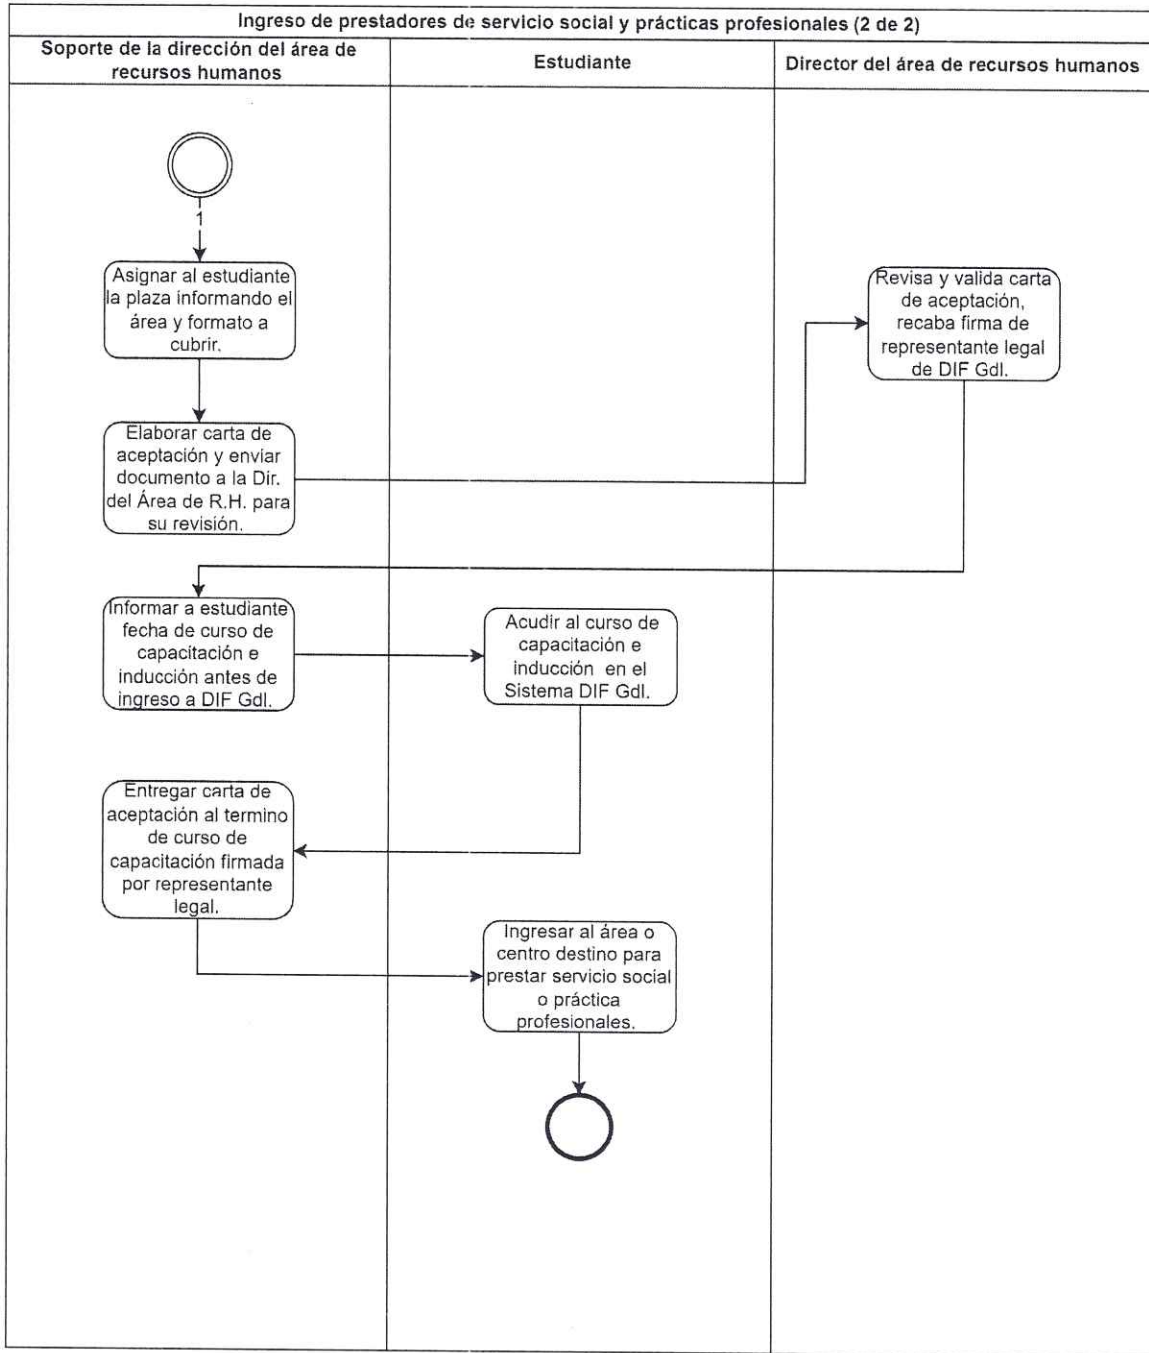 Ingreso de prestadores de servicio social y prácticas profesionales (2 de 2)
Soporte de la dirección del área de
recursos humanos
Estudiante
Director del área de recursos humanos
1
Asignar al estudiante
la plaza informando el
área y formato a
cubrir.
Revisa y valida carta
de aceptación,
recaba firma de
representante legal
de DIF Gdl.
Elaborar carta de
aceptación y enviar
documento a la Dir.
del Área de R.H. para
su revisión.
Informar a estudiante
fecha de curso de
capacitación e
inducción antes de
ingreso a DIF Gdl.
Acudir al curso de
capacitación e
inducción en el
Sistema DIF Gdl.
Entregar carta de
aceptación al termino
de curso de
capacitación firmada
por representante
legal.
Ingresar al área o
centro destino para
prestar servicio social
o práctica
profesionales.